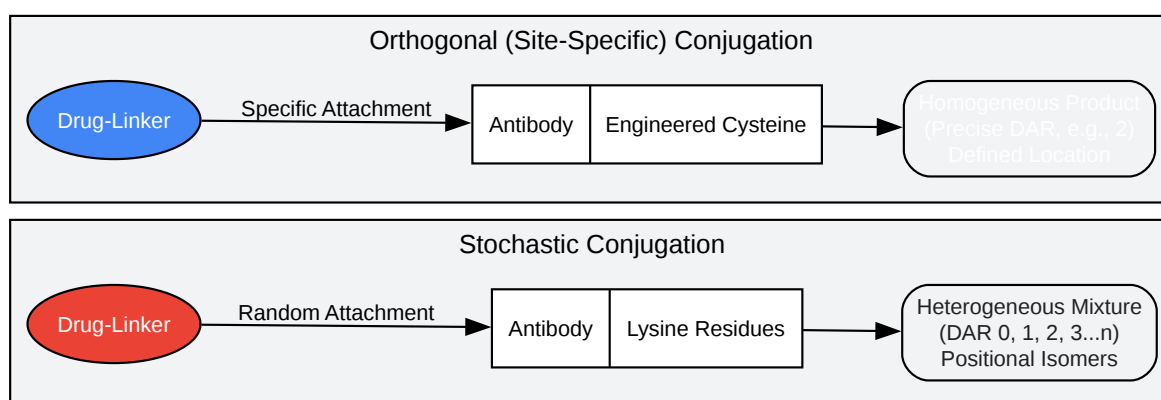 Orthogonal (Site-Specific) Conjugation
Drug-Linker
Specific Attachment
Antibody
Engineered Cysteine
Homogeneous Product
(Precise DAR, e.g., 2)
Defined Location
Stochastic Conjugation
Drug-Linker
Random Attachment
Antibody
Lysine Residues
Heterogeneous Mixture
(DAR 0, 1, 2, 3...n)
Positional Isomers